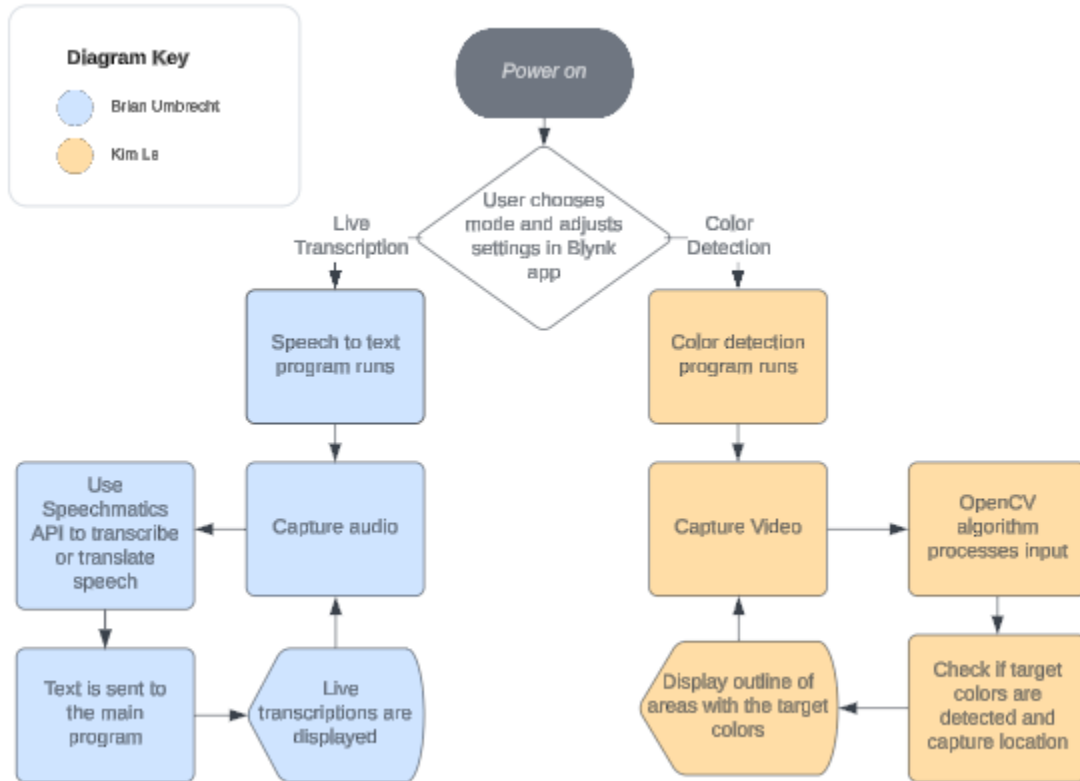 Diagram Key
Brian Umbrecht
Kim Le
Power on
User chooses
mode and adjusts
settings in Blynk
app
Live
Transcription
Color
Detection
Speech to text
program runs
Color detection
program runs
Use
Speechmatics
API to transcribe
or translate
speech
Capture audio
Capture Video
OpenCV
algorithm
processes input
Text is sent to
the main
program
Live
transcriptions are
displayed
Display outline of
areas with the target
colors
Check if target
colors are
detected and
capture location